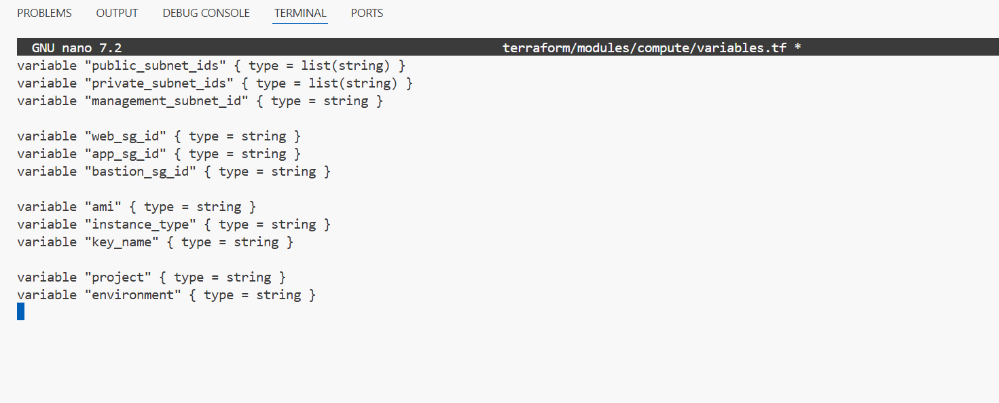 PROBLEMS OUTPUT DEBUG CONSOLE TERMINAL PORTS
GNU nano 7.2 terraform/modules/compute/variables.tf *
variable "public_subnet_ids" { type = list(string) }
variable "private_subnet_ids" { type = list(string) }
variable "management_subnet_id" { type = string }
variable "web_sg_id" { type = string }
variable "app_sg_id" { type = string }
variable "bastion_sg_id" { type = string }
variable "ami" { type = string }
variable "instance_type" { type = string }
variable "key_name" { type = string }
variable "project" { type = string }
variable "environment" { type = string }